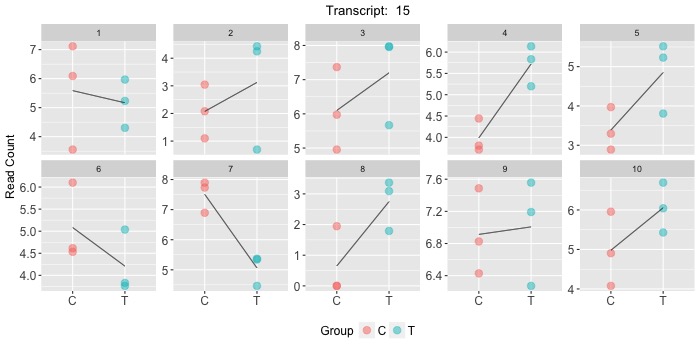 Transcript:  15
1 2 3 4 5
7 6 5 4
4 3 2 1
8 7 6 5
6.0 5.5 5.0 4.5 4.0
5 4 3
Read Count
6 7 8 9 10
6.0 5.5 5.0 4.5 4.0
8 7 6 5
3 2 1 0
7.6 7.2 6.8 6.4
6 5 4
C T C T C T C T C T
Group C T